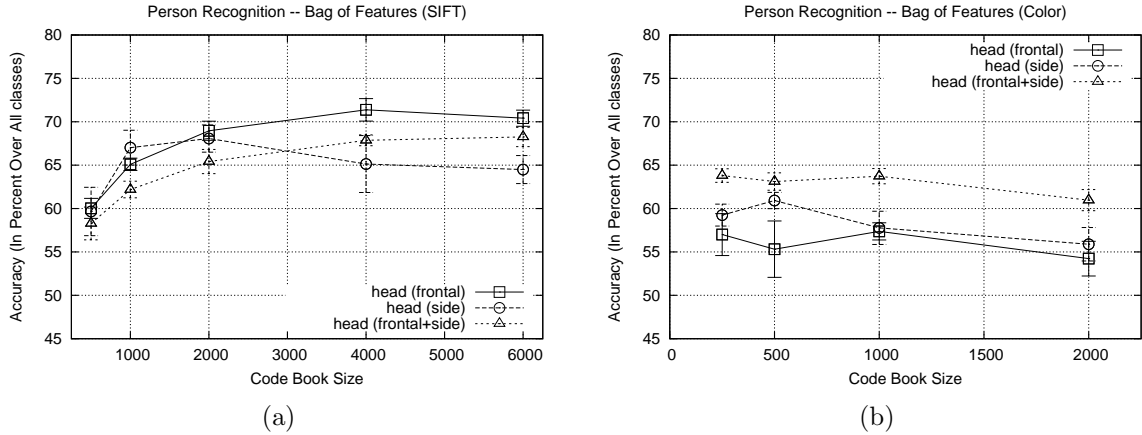 Person Recognition -- Bag of Features (SIFT)
Accuracy (In Percent Over All classes)
80
75
70
65
60
55
50
45
head (frontal)
head (side)
head (frontal+side)
1000 2000 3000 4000 5000 6000
Code Book Size
(a)
Person Recognition -- Bag of Features (Color)
Accuracy (In Percent Over All classes)
80
75
70
65
60
55
50
45
head (frontal)
head (side)
head (frontal+side)
0 500 1000 1500 2000
Code Book Size
(b)